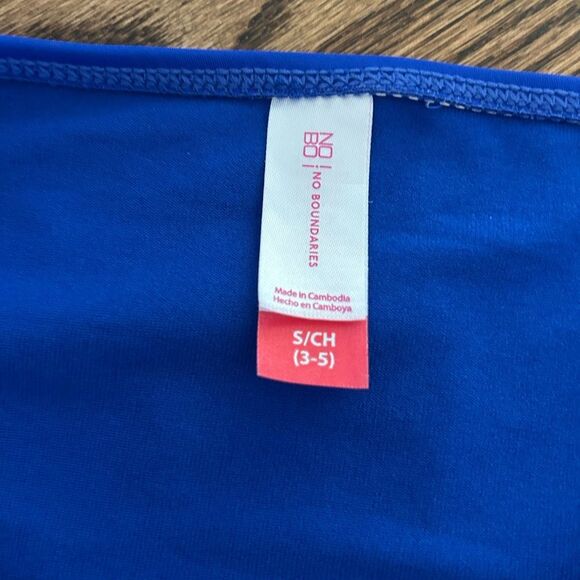 NO
BO
NO BOUNDARIES
Made in Cambodia
Hecho en Camboya
S/CH
(3-5)